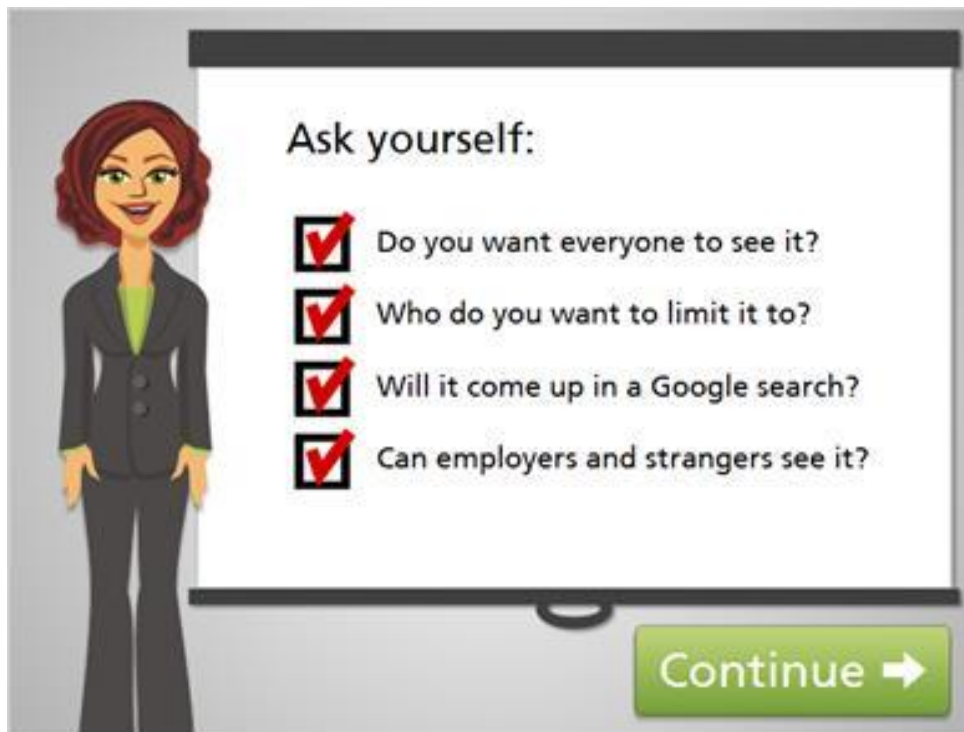 Ask yourself:
Do you want everyone to see it?
Who do you want to limit it to?
Will it come up in a Google search?
Can employers and strangers see it?
Continue